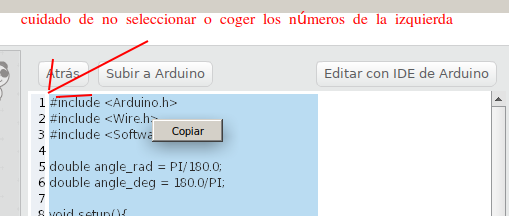 cuidado de no seleccionar o coger los números de la izquierda
Atrás Subir a Arduino Editar con IDE de Arduino
1 #include <Arduino.h>
2 #include <Wire.h>
3 #include <Softwa
Copiar
4
5 double angle_rad = PI/180.0;
6 double angle_deg = 180.0/PI;
7
8 void setup(){